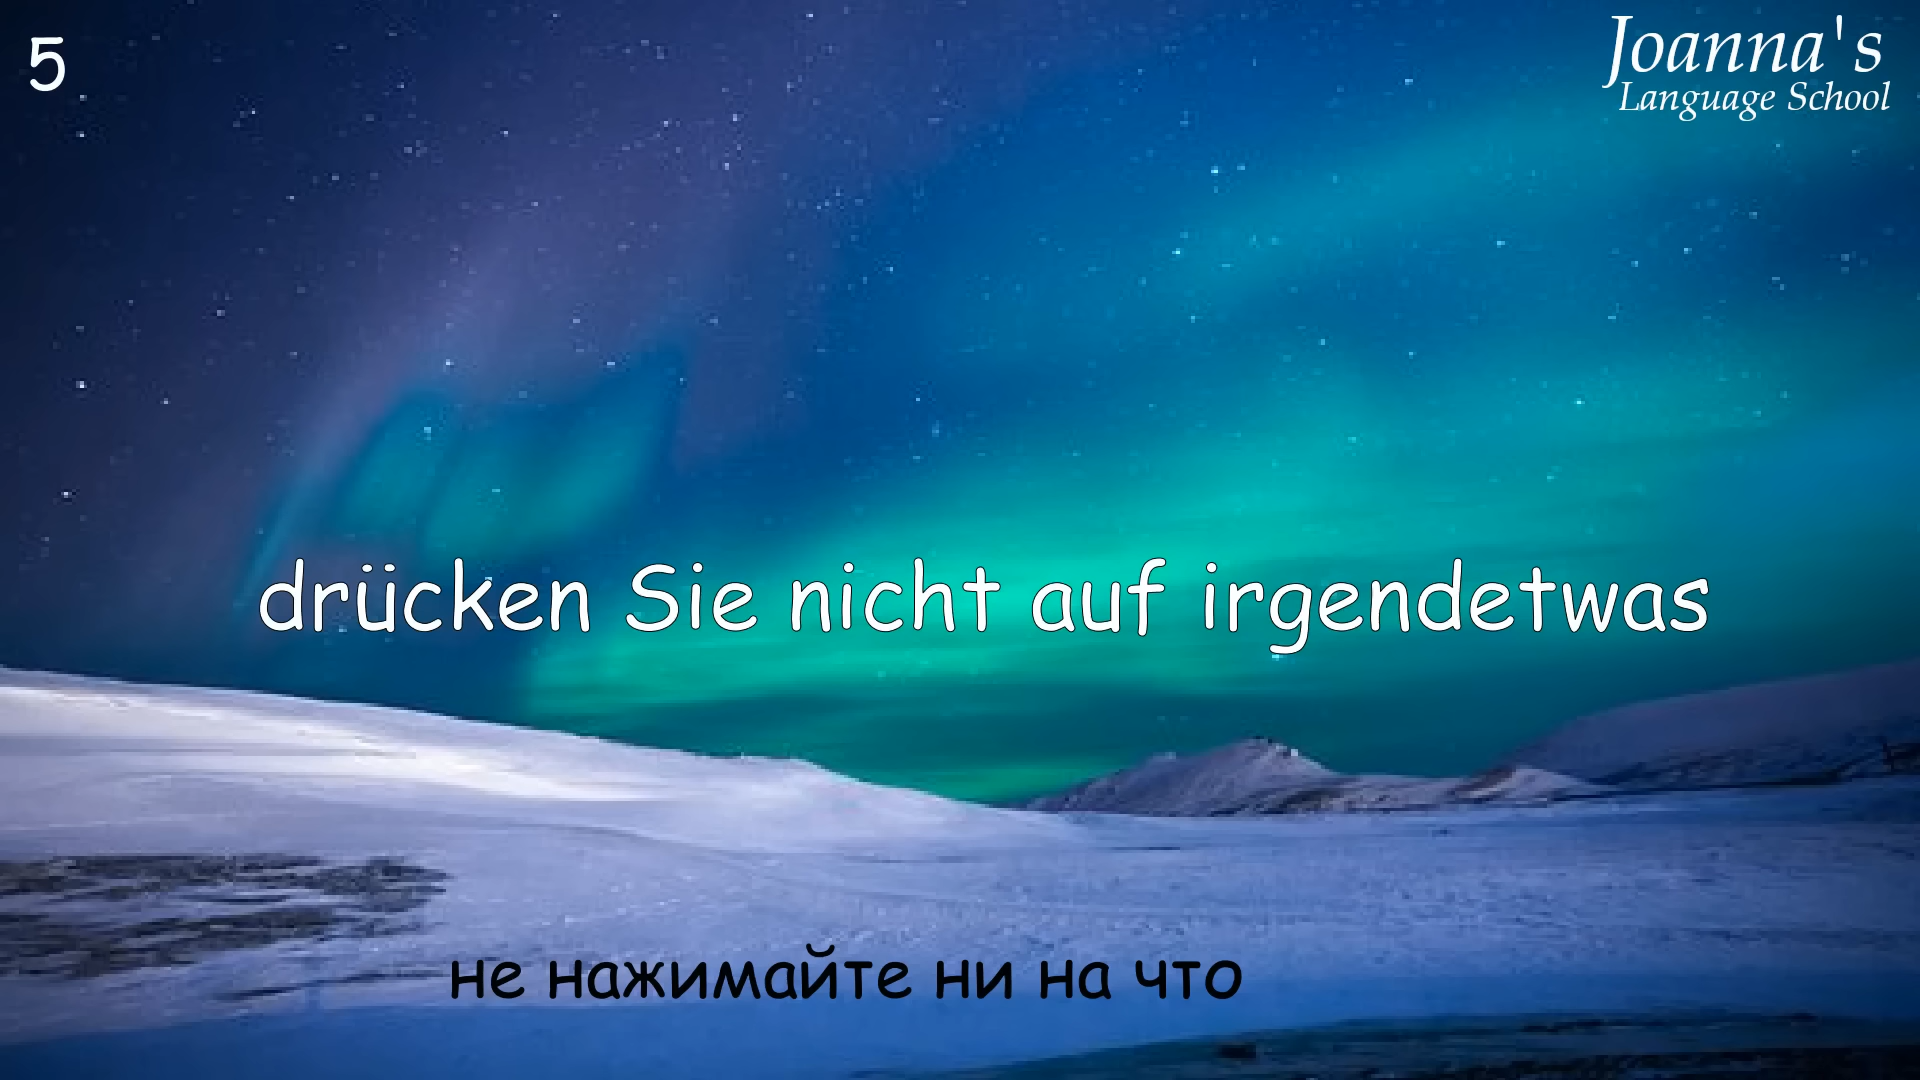 5
Joanna's
Language School
drücken Sie nicht auf irgendetwas
не нажимайте ни на что